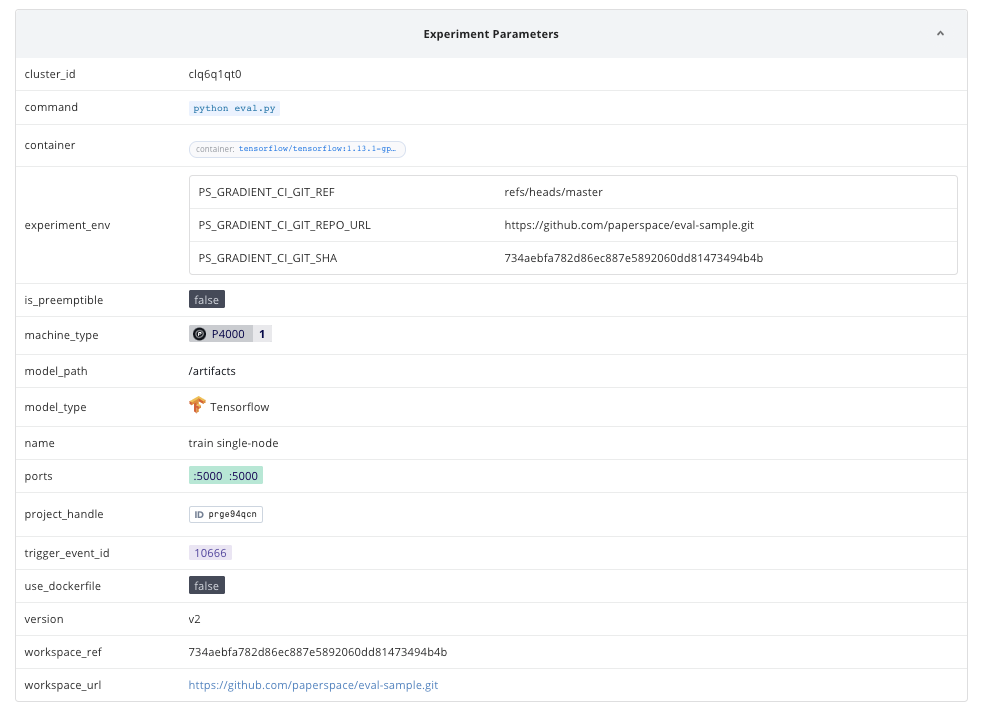 Experiment Parameters
cluster_id clq6q1qt0
command python eval.py
container container: tensorflow/tensorflow:1.13.1-gp…
experiment_env
PS_GRADIENT_CI_GIT_REF refs/heads/master
PS_GRADIENT_CI_GIT_REPO_URL https://github.com/paperspace/eval-sample.git
PS_GRADIENT_CI_GIT_SHA 734aebfa782d86ec887e5892060dd81473494b4b
is_preemptible false
machine_type P4000 1
model_path /artifacts
model_type Tensorflow
name train single-node
ports :5000 :5000
project_handle ID prge94qcn
trigger_event_id 10666
use_dockerfile false
version v2
workspace_ref 734aebfa782d86ec887e5892060dd81473494b4b
workspace_url https://github.com/paperspace/eval-sample.git